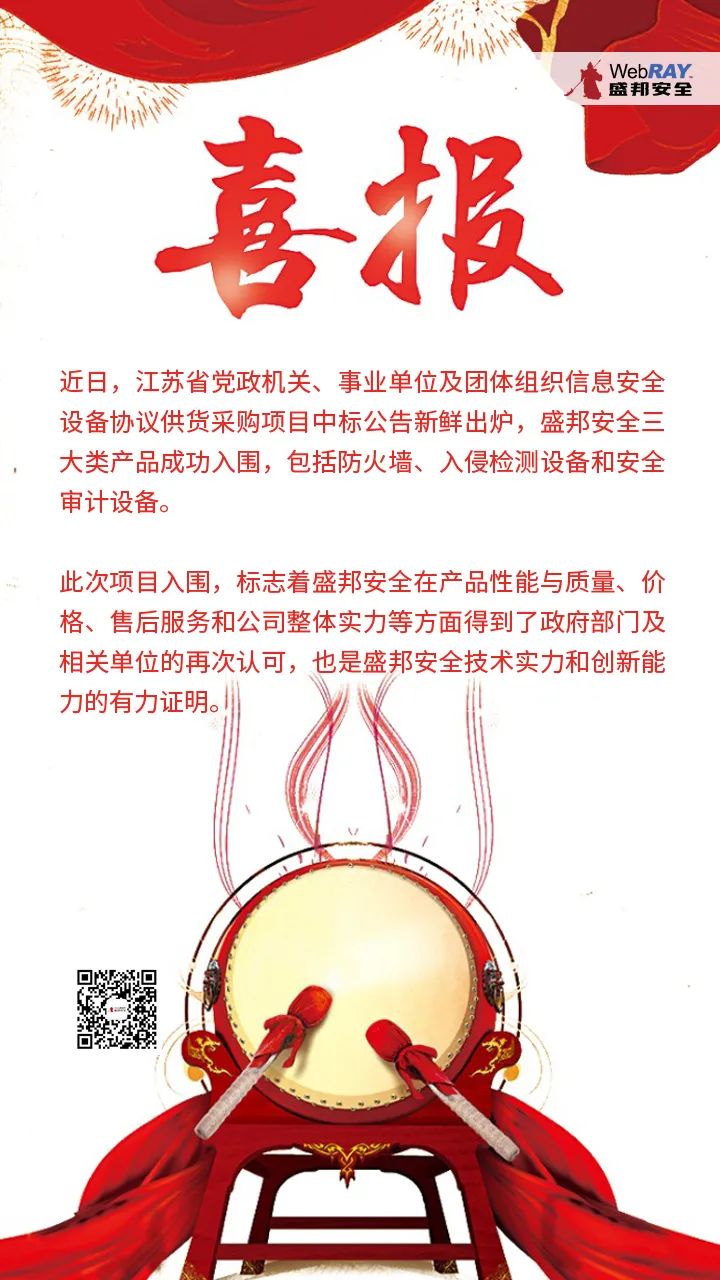 WebRAY
盛邦安全
喜报
近日，江苏省党政机关、事业单位及团体组织信息安全
设备协议供货采购项目中标公告新鲜出炉，盛邦安全三
大类产品成功入围，包括防火墙、入侵检测设备和安全
审计设备。
此次项目入围，标志着盛邦安全在产品性能与质量、价
格、售后服务和公司整体实力等方面得到了政府部门及
相关单位的再次认可，也是盛邦安全技术实力和创新能
力的有力证明。